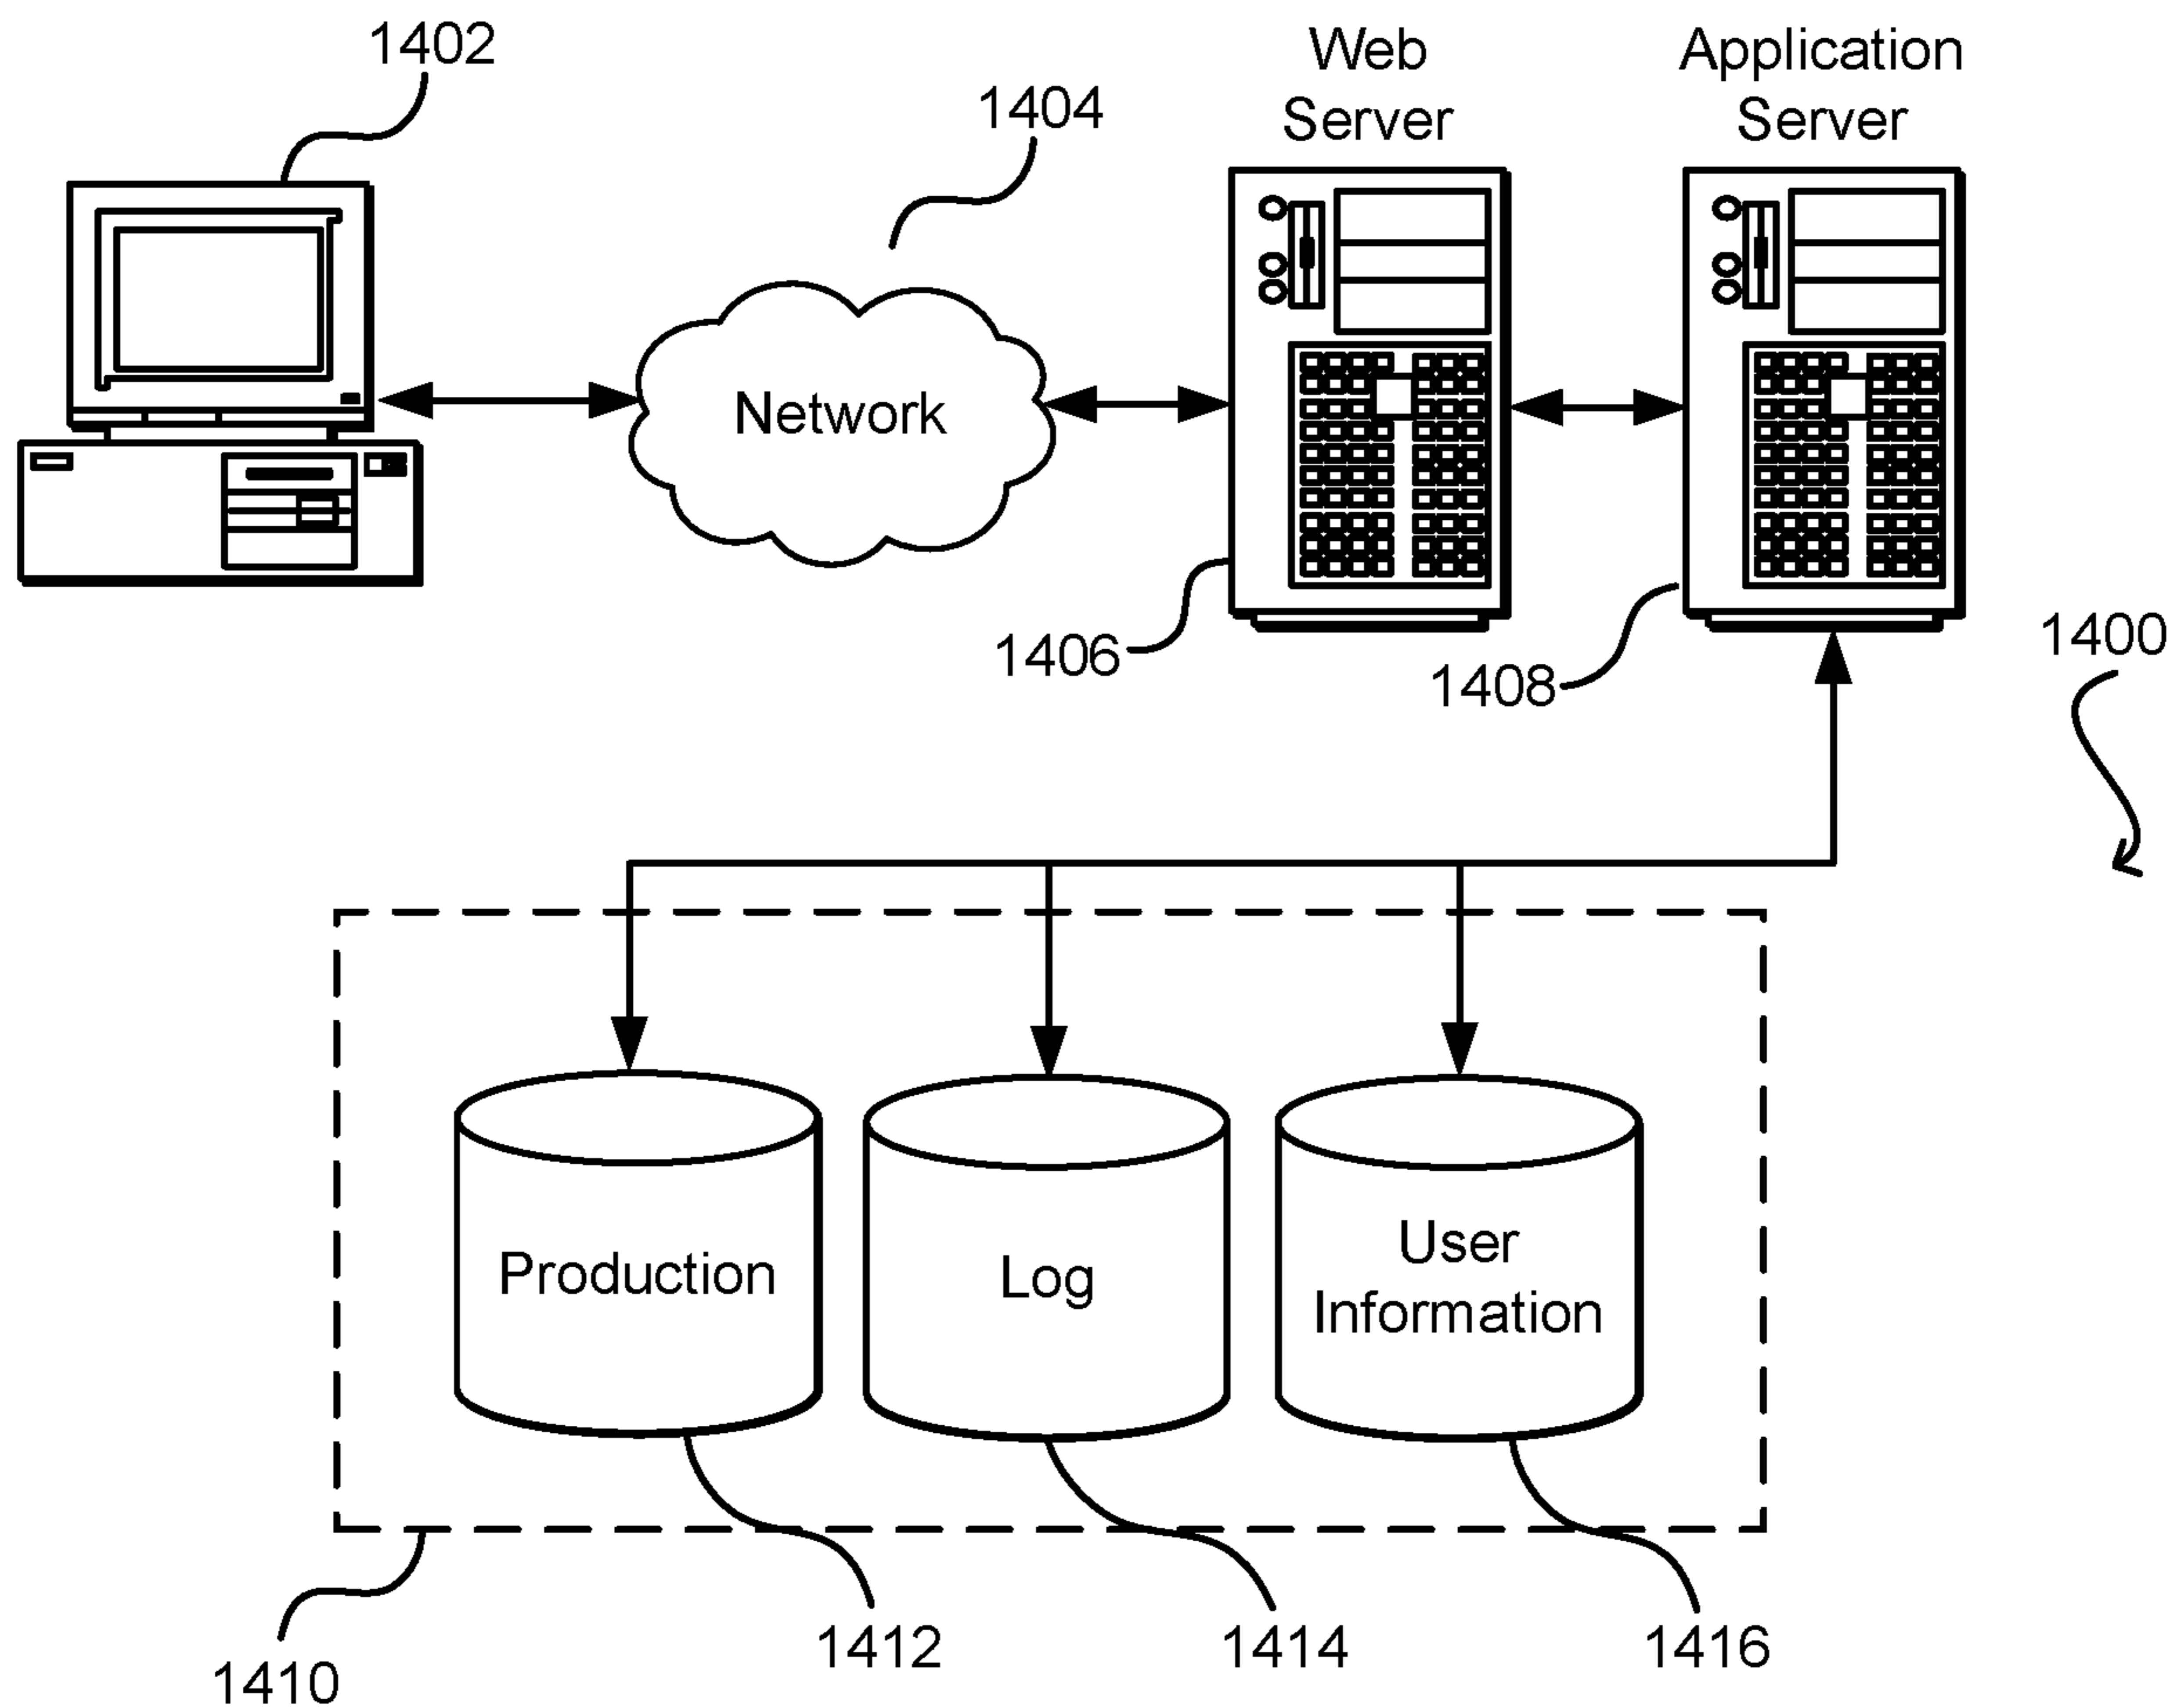 1402
1404
Web
Server
Application
Server
Network
1406
1408
1400
Production
Log
User
Information
1410
1412
1414
1416